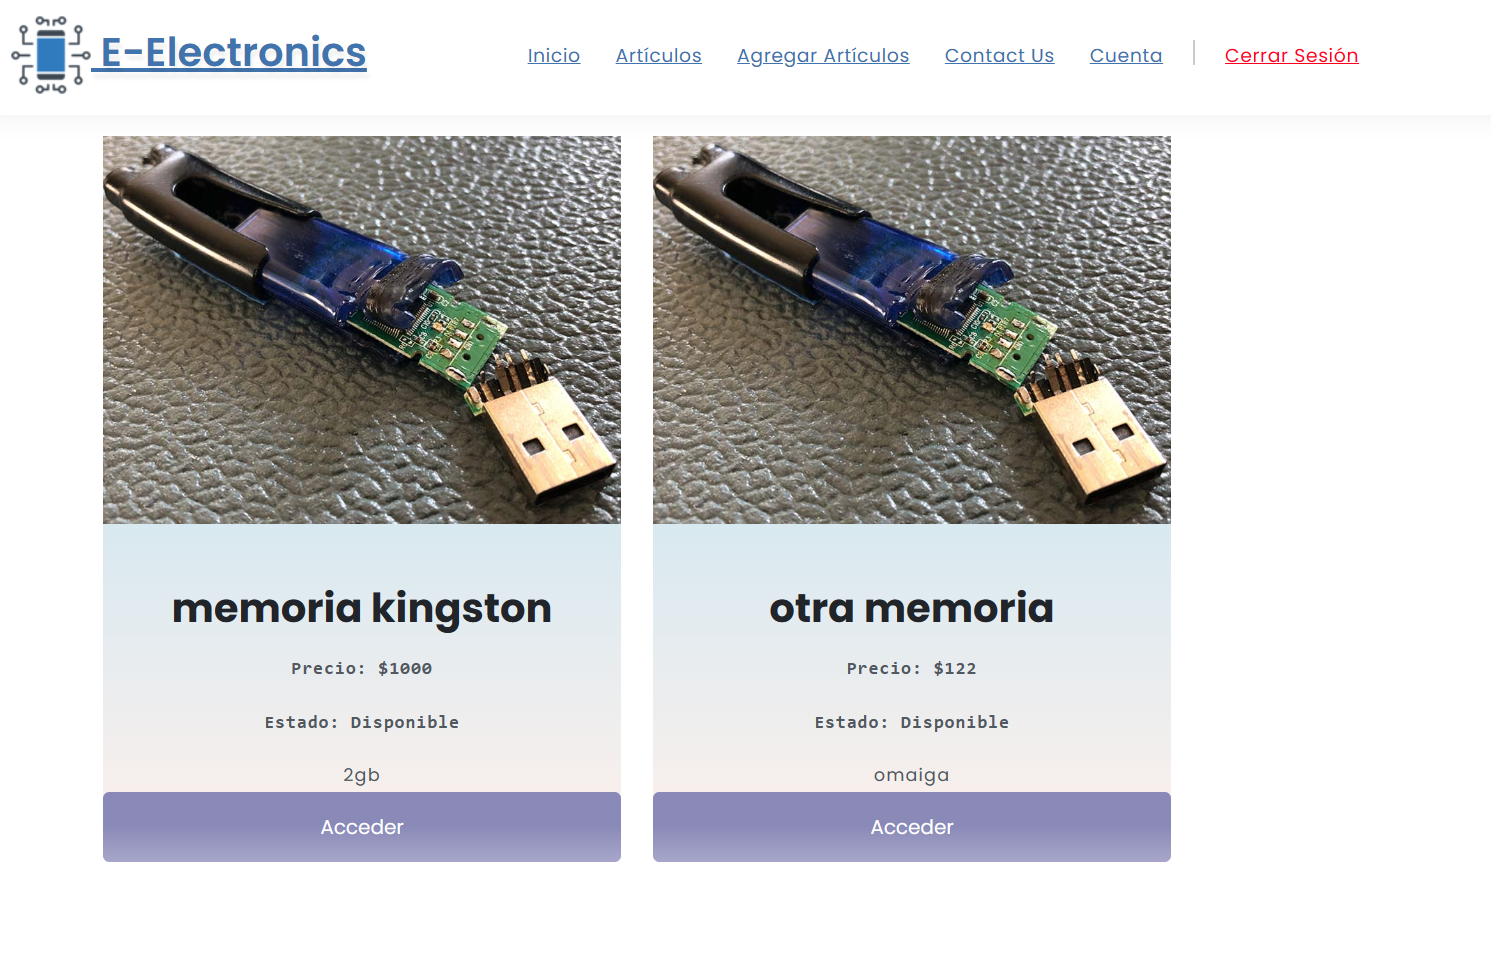 E-Electronics
Inicio Artículos Agregar Artículos Contact Us Cuenta Cerrar Sesión
memoria kingston
Precio: $1000
Estado: Disponible
2gb
Acceder
otra memoria
Precio: $122
Estado: Disponible
omaiga
Acceder